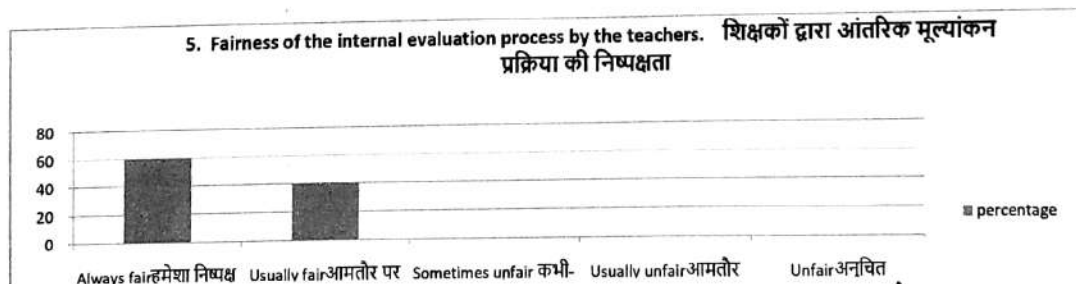 5. Fairness of the internal evaluation process by the teachers. शिक्षकों द्वारा आंतरिक मूल्यांकन
प्रक्रिया की निष्पक्षता
80
60
40
20
0
percentage
Always fairहमेशा निष्पक्ष Usually fairआमतौर पर Sometimes unfair कभी- Usually unfairआमतौर Unfairअनुचित